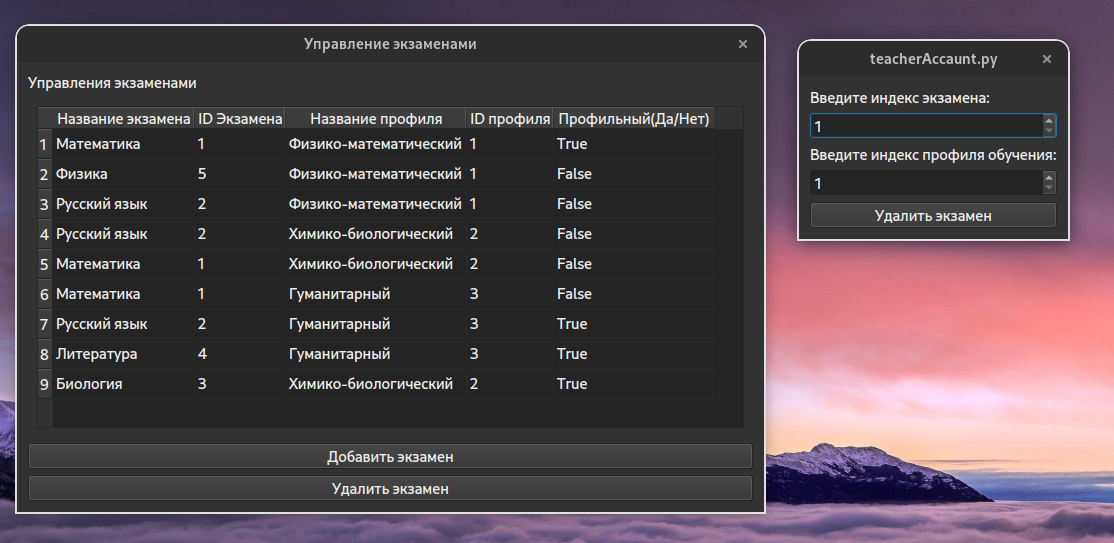 Управление экзаменами
Управления экзаменами
Название экзамена ID Экзамена Название профиля ID профиля Профильный(Да/Нет)
1 Математика 1 Физико-математический 1 True
2 Физика 5 Физико-математический 1 False
3 Русский язык 2 Физико-математический 1 False
4 Русский язык 2 Химико-биологический 2 False
5 Математика 1 Химико-биологический 2 False
6 Математика 1 Гуманитарный 3 False
7 Русский язык 2 Гуманитарный 3 True
8 Литература 4 Гуманитарный 3 True
9 Биология 3 Химико-биологический 2 True
Добавить экзамен
Удалить экзамен
teacherAccaunt.py
Введите индекс экзамена:
1
Введите индекс профиля обучения:
1
Удалить экзамен